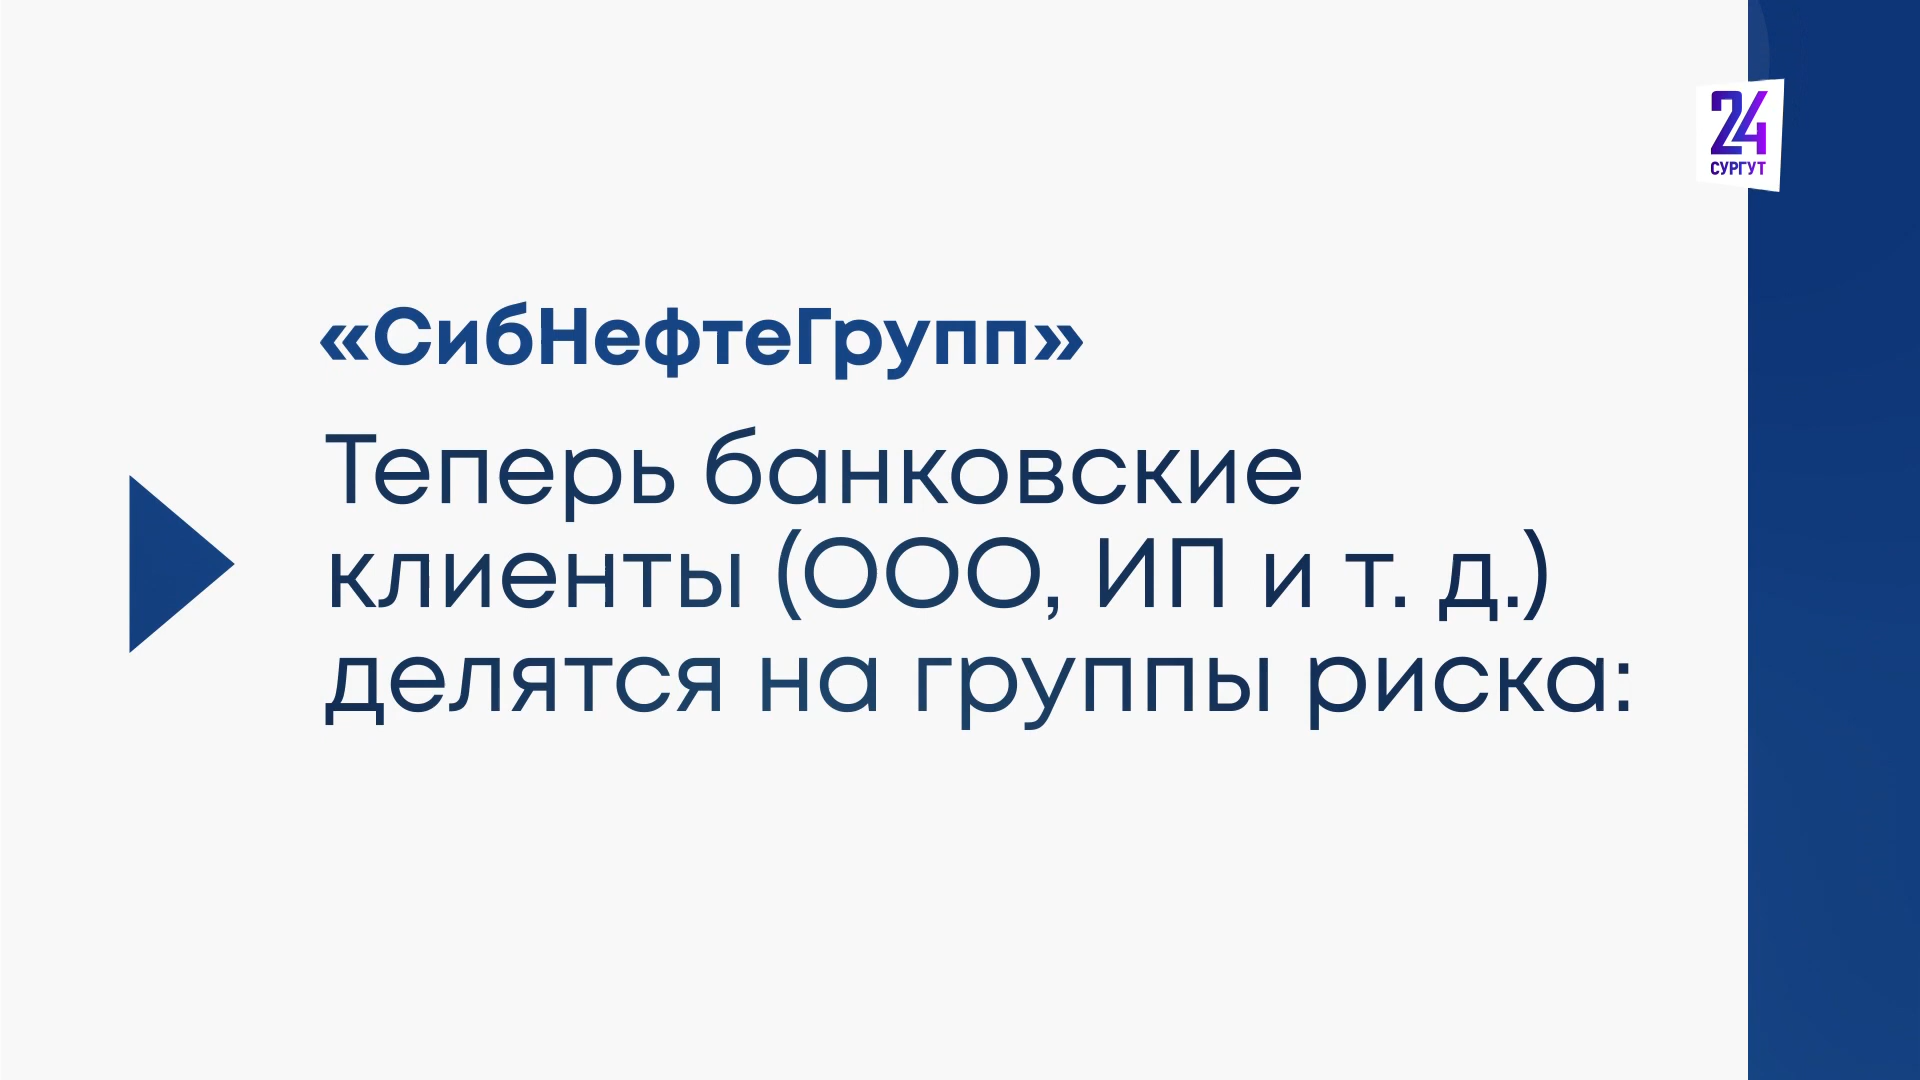 24
СУРГУТ
«СибНефтеГрупп»
Теперь банковские
клиенты (ООО, ИП и т. д.)
делятся на группы риска: